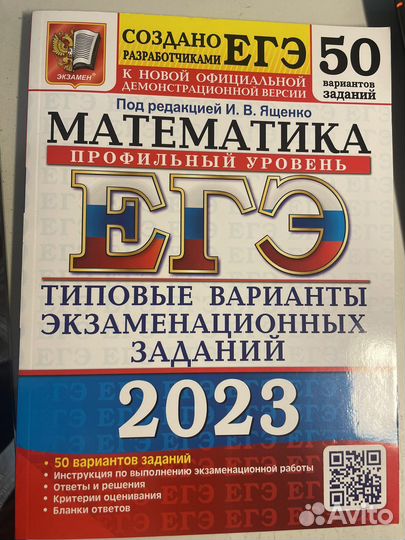 СОЗДАНО
РАЗРАБОТЧИКАМИ ЕГЭ
К НОВОЙ ОФИЦИАЛЬНОЙ
ДЕМОНСТРАЦИОННОЙ ВЕРСИИ
50
вариантов
заданий
ЭКЗАМЕН
Под редакцией И. В. Ященко
МАТЕМАТИКА
ПРОФИЛЬНЫЙ УРОВЕНЬ
ЕГЭ
ТИПОВЫЕ ВАРИАНТЫ
ЭКЗАМЕНАЦИОННЫХ
ЗАДАНИЙ
2023
• 50 вариантов заданий
• Инструкция по выполнению экзаменационной работы
• Ответы и решения
• Критерии оценивания
• Бланки ответов
Avito